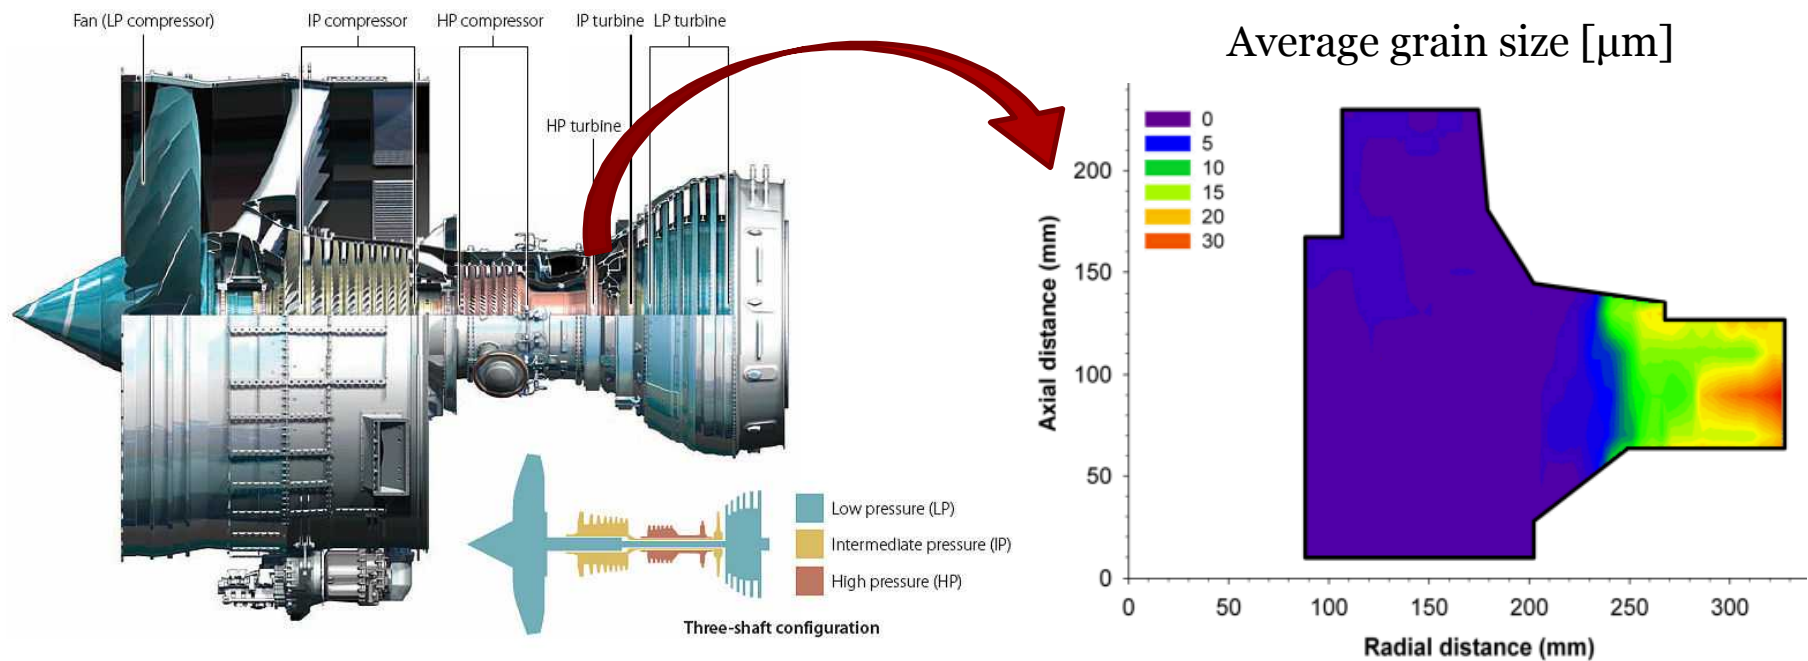 Fan (LP compressor)
IP compressor
HP compressor
IP turbine
LP turbine
HP turbine
Low pressure (LP)
Intermediate pressure (IP)
High pressure (HP)
Three-shaft configuration
Average grain size [µm]
0
5
10
15
20
30
Axial distance (mm)
200
150
100
50
0
0
50
100
150
200
250
300
Radial distance (mm)